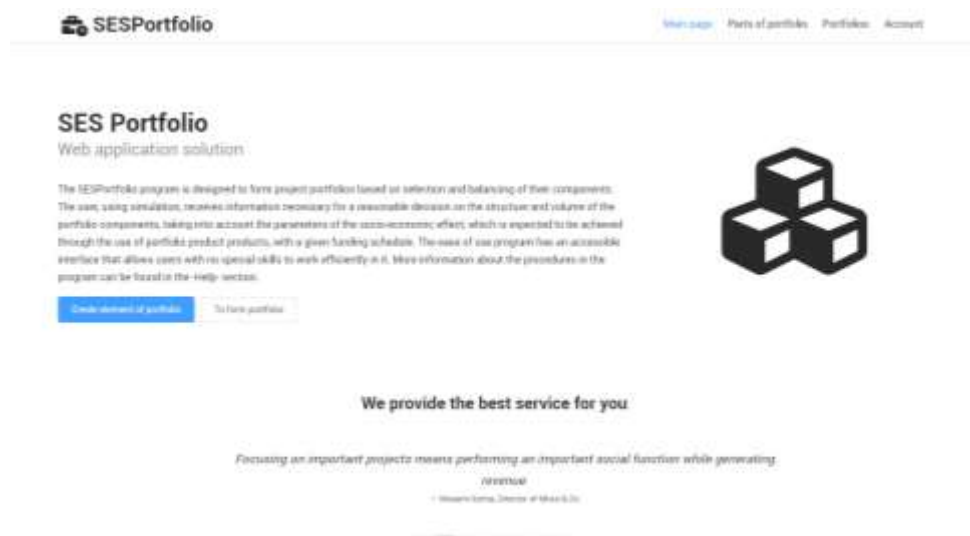 SESPortfolio
Main page Parts of portfolio Portfolios Account
SES Portfolio
Web application solution
The SESPortfolio program is designed to form project portfolios based on selection and balancing of their components.
The user, using simulation, receives information necessary for a reasonable decision on the structure and volume of the
portfolio components, taking into account the parameters of the socio-economic effect, which is expected to be achieved
through the use of portfolio product products, with a given funding schedule. The ease of use program has an accessible
interface that allows users with no special skills to work efficiently in it. More information about the procedures in the
program can be found in the «Help» section.
Create element of portfolio To form portfolio
We provide the best service for you
Focusing on important projects means performing an important social function while generating
revenue
Director of